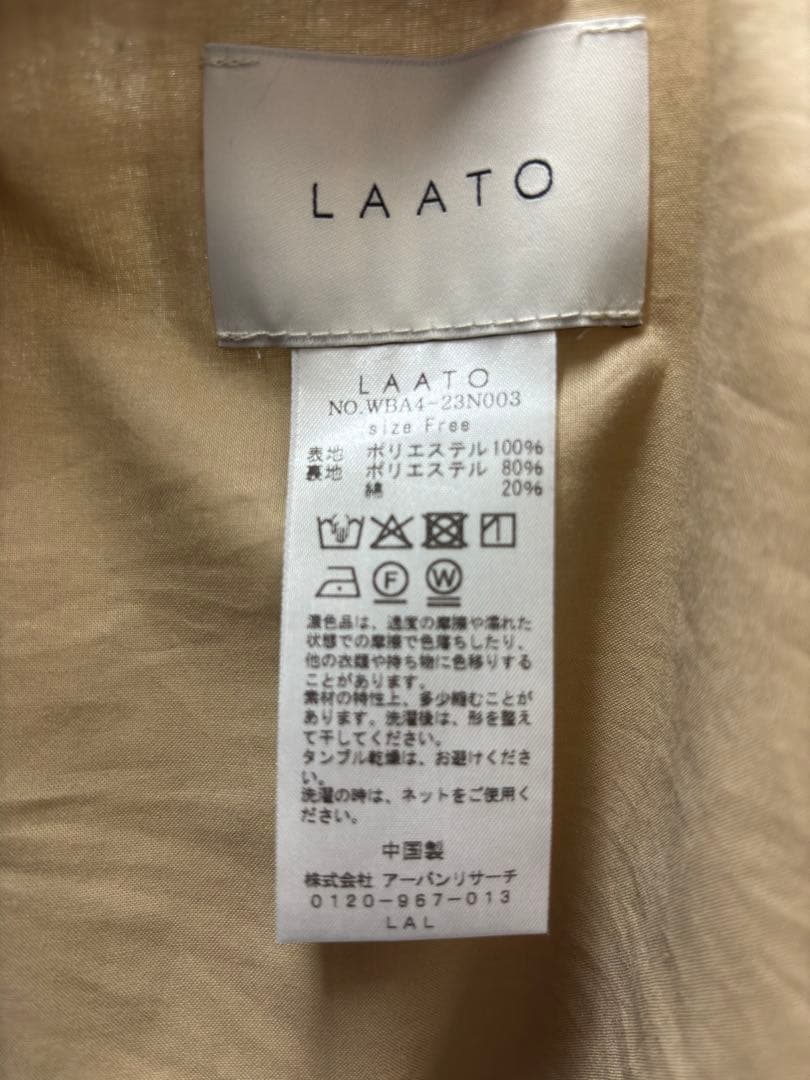 LAATO
LAATO
NO.WBA4-23N003
size Free
表地 ポリエステル 100%
裏地 ポリエステル 80%
綿 20%
F W
濃色品は、過度の摩擦や濡れた
状態での摩擦で色落ちしたり、
他の衣類や持ち物に色移りする
ことがあります。
素材の特性上、多少縮むことが
あります。洗濯後は、形を整え
て干してください。
タンブル乾燥は、お避けくださ
い。
洗濯の時は、ネットをご使用く
ださい。
中国製
株式会社 アーバンリサーチ
0120-967-013
LAL